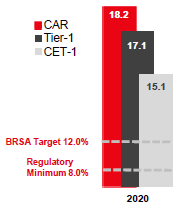 CAR
Tier-1
CET-1
18.2
17.1
15.1
BRSA Target 12.0%
Regulatory
Minimum 8.0%
2020